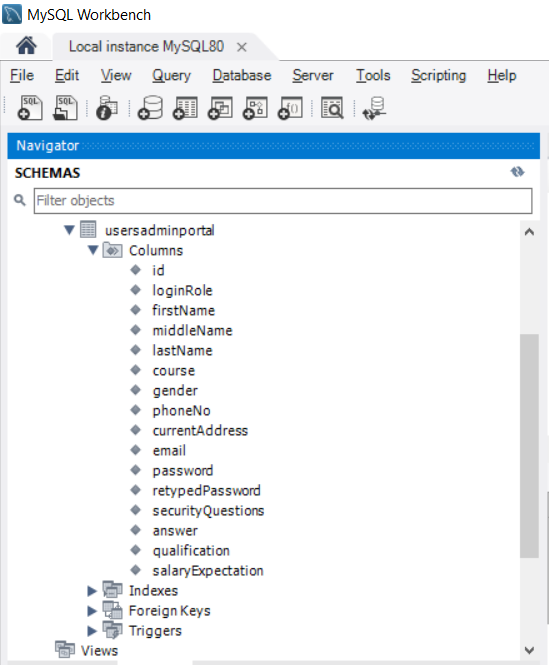 MySQL Workbench
Local instance MySQL80
File Edit View Query Database Server Tools Scripting Help
SQL SQL
Navigator
SCHEMAS
Filter objects
usersadminportal
Columns
id
loginRole
firstName
middleName
lastName
course
gender
phoneNo
currentAddress
email
password
retypedPassword
securityQuestions
answer
qualification
salaryExpectation
Indexes
Foreign Keys
Triggers
Views